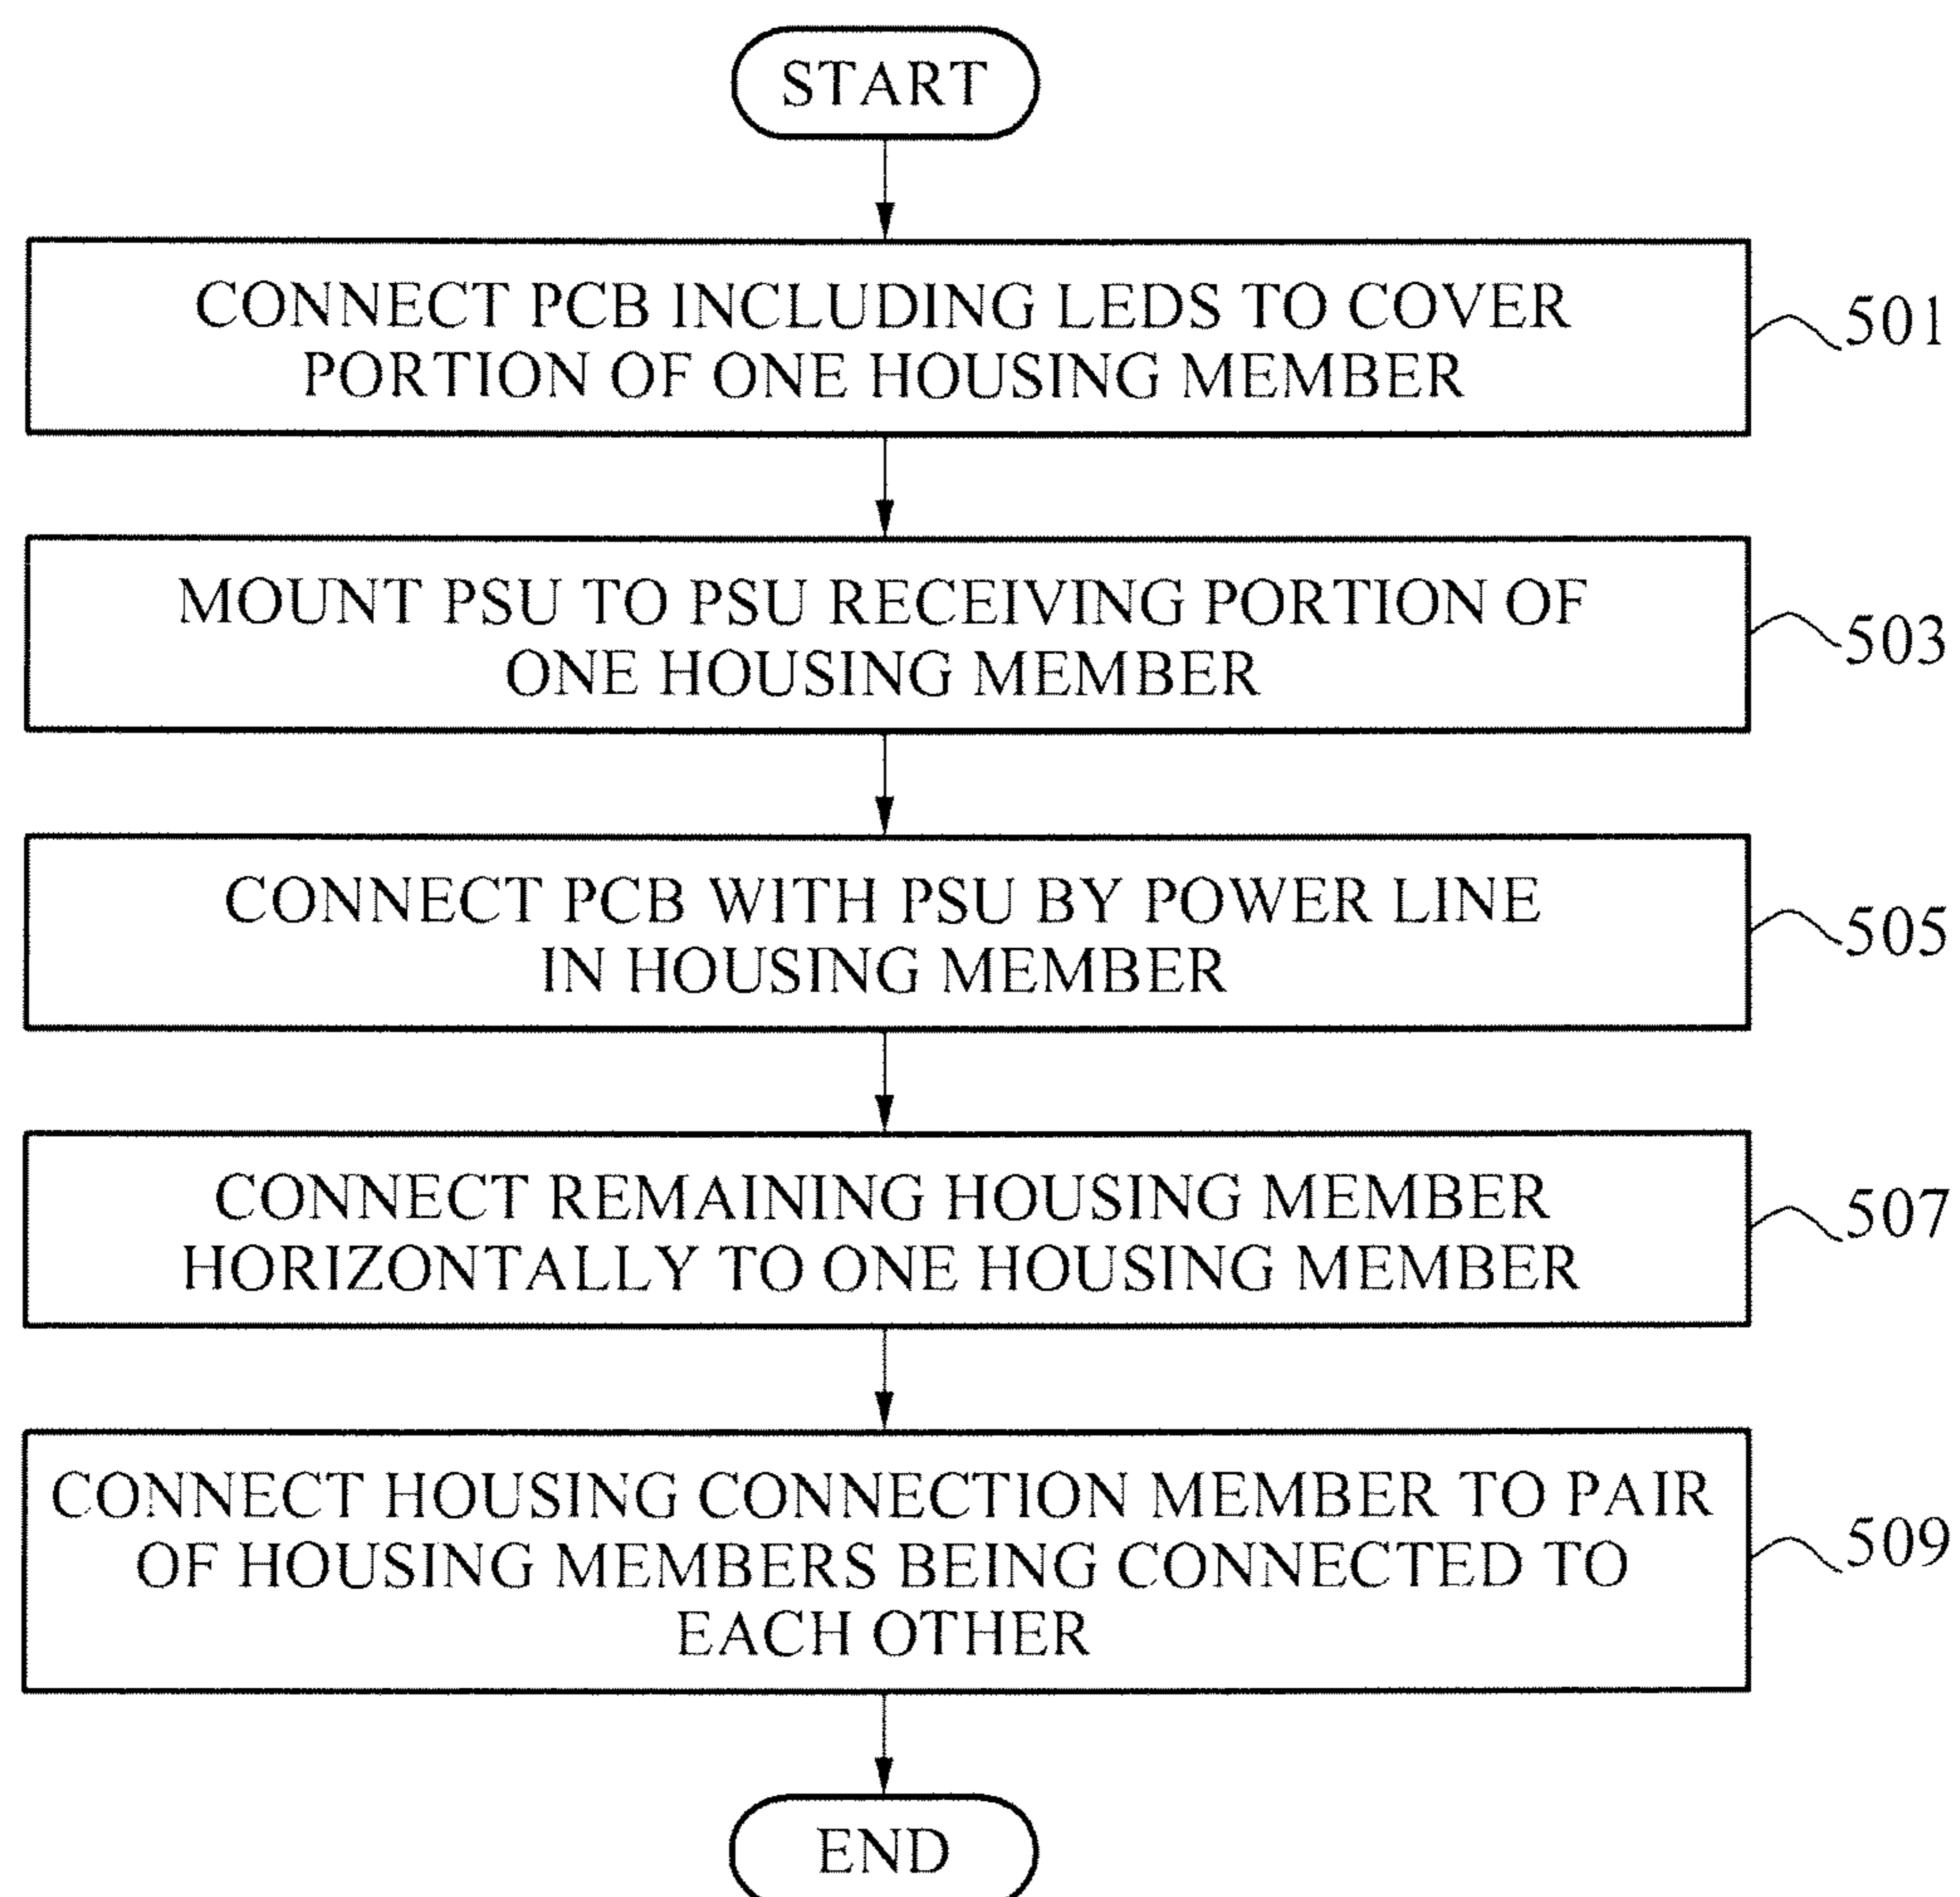 START
CONNECT PCB INCLUDING LEDS TO COVER
PORTION OF ONE HOUSING MEMBER
501
MOUNT PSU TO PSU RECEIVING PORTION OF
ONE HOUSING MEMBER
503
CONNECT PCB WITH PSU BY POWER LINE
IN HOUSING MEMBER
505
CONNECT REMAINING HOUSING MEMBER
HORIZONTALLY TO ONE HOUSING MEMBER
507
CONNECT HOUSING CONNECTION MEMBER TO PAIR
OF HOUSING MEMBERS BEING CONNECTED TO
EACH OTHER
509
END